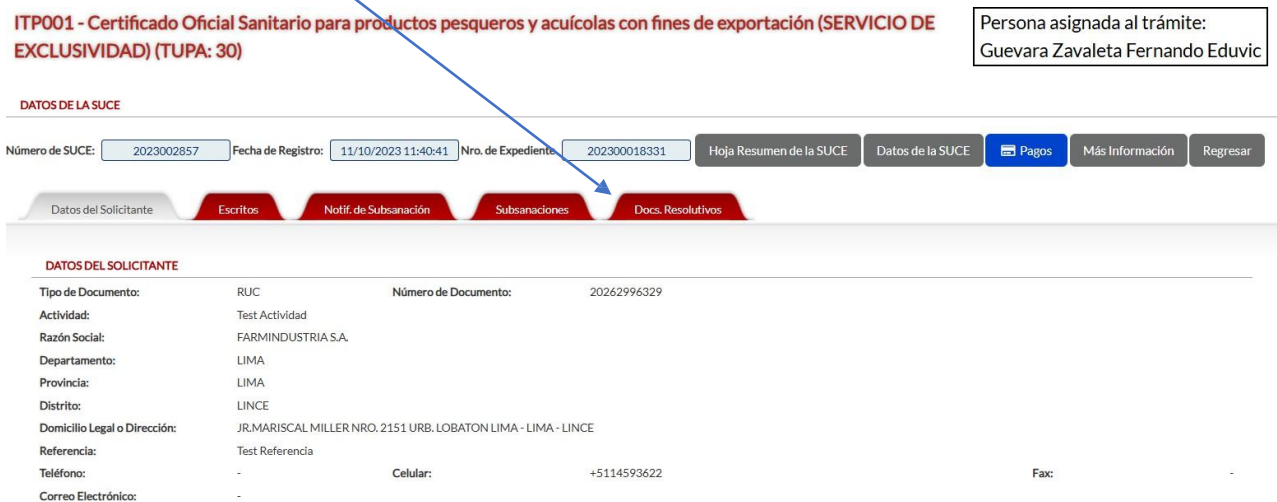 ITP001 - Certificado Oficial Sanitario para productos pesqueros y acuícolas con fines de exportación (SERVICIO DE
EXCLUSIVIDAD) (TUPA: 30)
Persona asignada al trámite:
Guevara Zavaleta Fernando Eduvic
DATOS DE LA SUCE
Número de SUCE: 2023002857 Fecha de Registro: 11/10/2023 11:40:41 Nro. de Expediente 202300018331 Hoja Resumen de la SUCE Datos de la SUCE Pagos Más Información Regresar
Datos del Solicitante Escritos Notif. de Subsanación Subsanaciones Docs. Resolutivos
DATOS DEL SOLICITANTE
Tipo de Documento: RUC Número de Documento: 20262996329
Actividad: Test Actividad
Razón Social: FARMINDUSTRIA S.A.
Departamento: LIMA
Provincia: LIMA
Distrito: LINCE
Domicilio Legal o Dirección: JR.MARISCAL MILLER NRO. 2151 URB. LOBATON LIMA - LIMA - LINCE
Referencia: Test Referencia
Teléfono: - Celular: +5114593622 Fax: -
Correo Electrónico: -